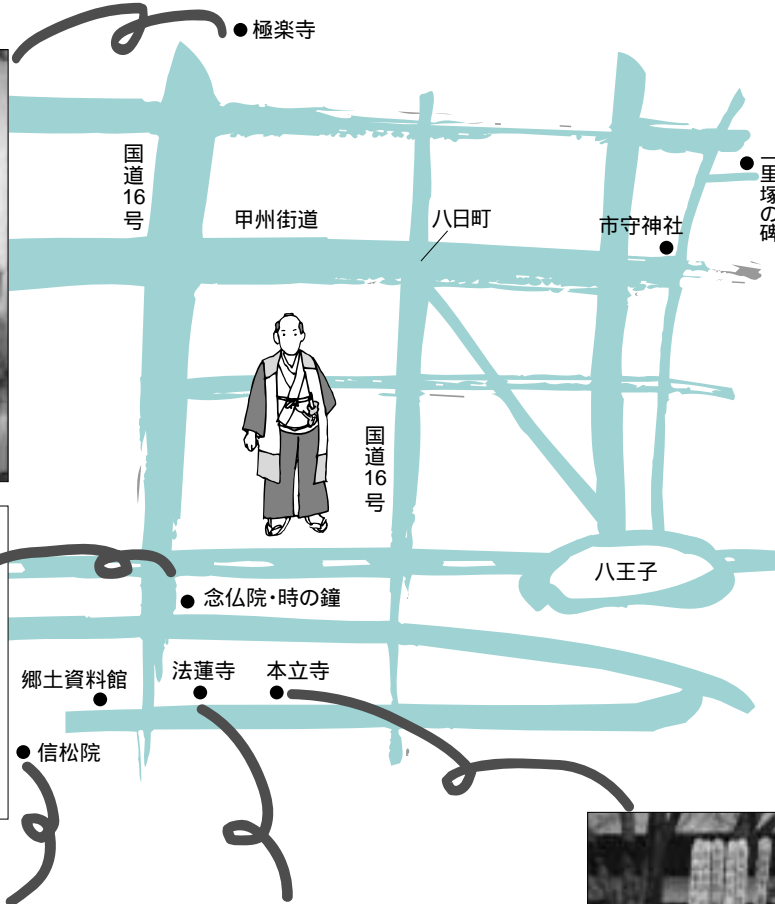 極楽寺
国道16号
甲州街道
八日町
市守神社
一里塚の碑
国道16号
八王子
念仏院・時の鐘
郷土資料館
法蓮寺
本立寺
信松院